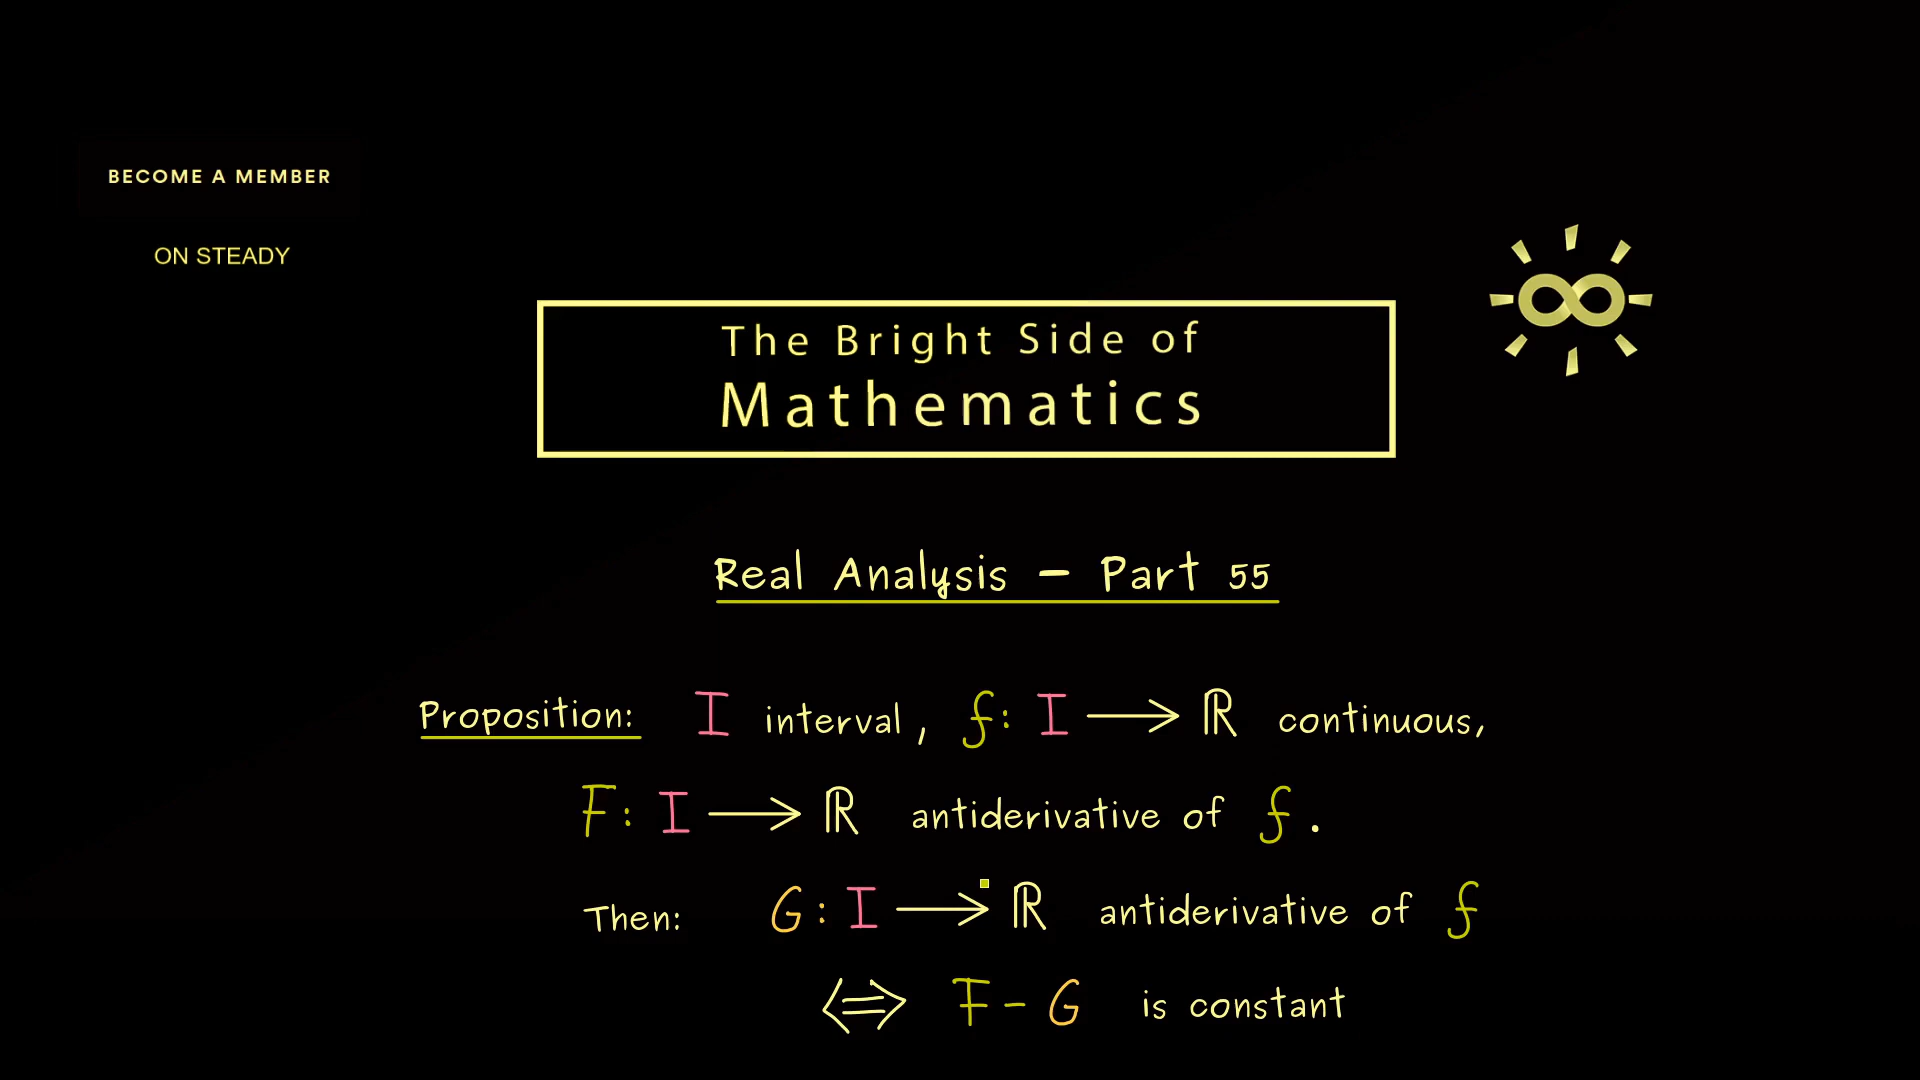 BECOME A MEMBER
ON STEADY
The Bright Side of
Mathematics
Real Analysis – Part 55
Proposition: I interval, f: I ⟶ ℝ continuous,
F: I ⟶ ℝ antiderivative of f.
Then: G: I ⟶ ℝ antiderivative of f
⟺ F - G is constant